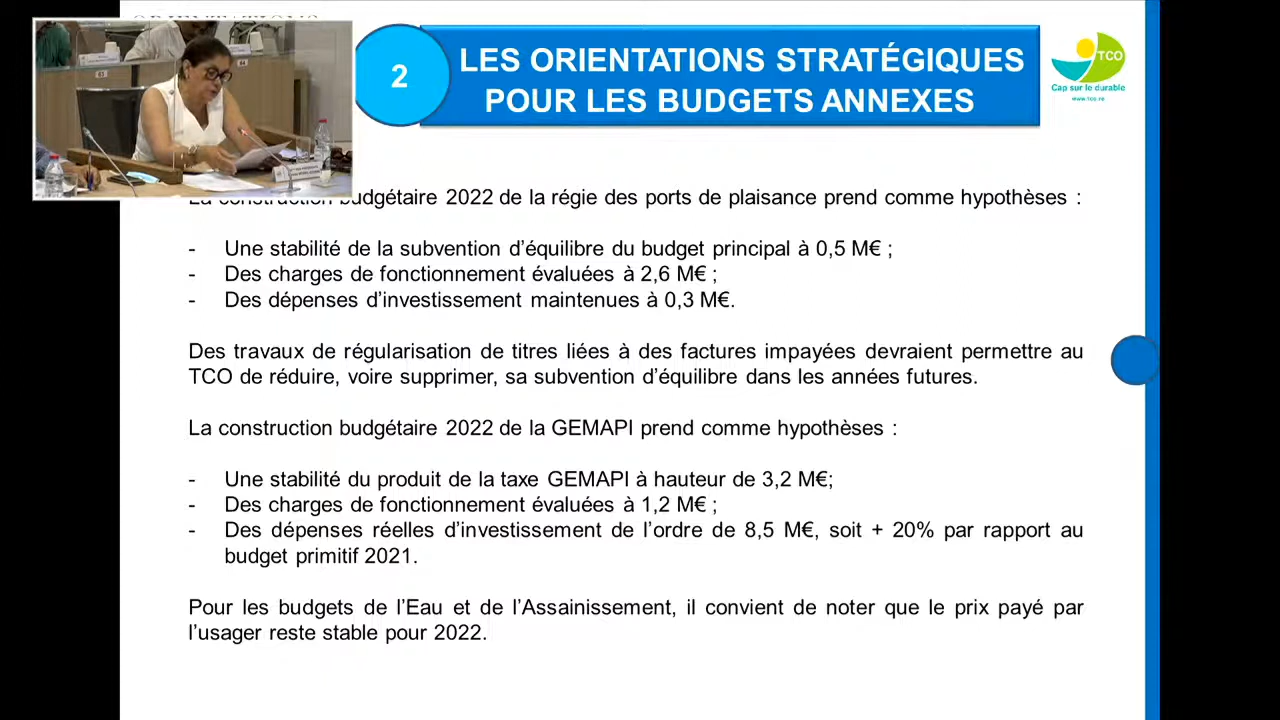 2
LES ORIENTATIONS STRATÉGIQUES
POUR LES BUDGETS ANNEXES
TCO
Cap sur le durable
www.tco.re
63
64
La construction budgétaire 2022 de la régie des ports de plaisance prend comme hypothèses :
- Une stabilité de la subvention d’équilibre du budget principal à 0,5 M€ ;
- Des charges de fonctionnement évaluées à 2,6 M€ ;
- Des dépenses d’investissement maintenues à 0,3 M€.
Des travaux de régularisation de titres liées à des factures impayées devraient permettre au
TCO de réduire, voire supprimer, sa subvention d’équilibre dans les années futures.
La construction budgétaire 2022 de la GEMAPI prend comme hypothèses :
- Une stabilité du produit de la taxe GEMAPI à hauteur de 3,2 M€;
- Des charges de fonctionnement évaluées à 1,2 M€ ;
- Des dépenses réelles d’investissement de l’ordre de 8,5 M€, soit + 20% par rapport au
budget primitif 2021.
Pour les budgets de l’Eau et de l’Assainissement, il convient de noter que le prix payé par
l’usager reste stable pour 2022.